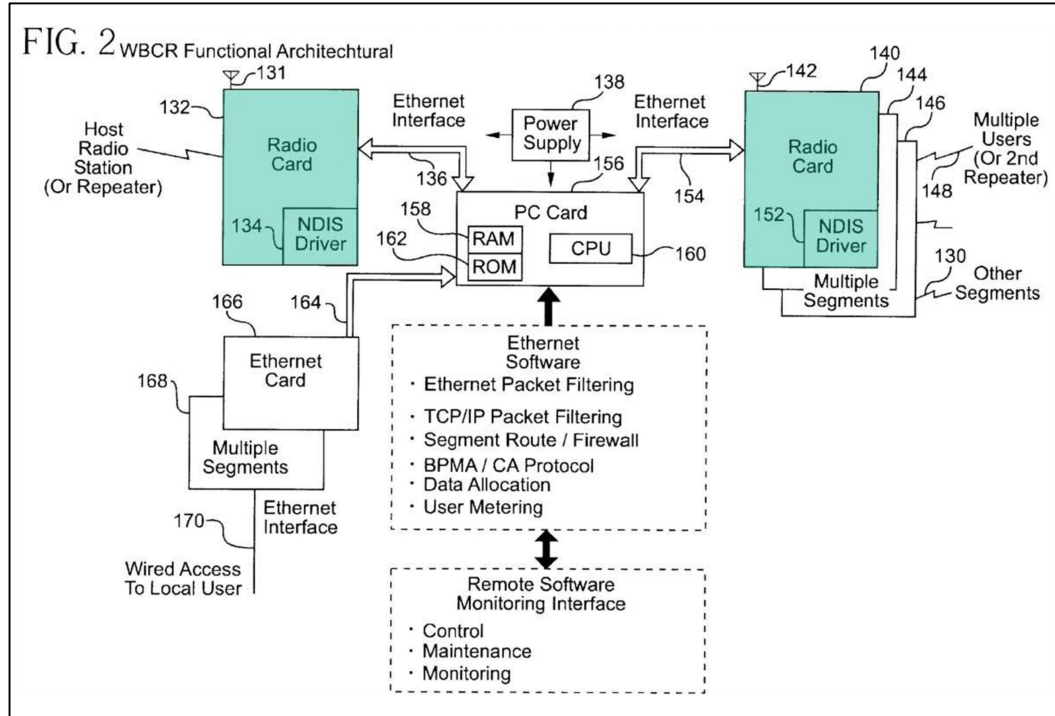 FIG. 2 WBCR Functional Architechtural
131
132
Host
Radio
Station
(Or Repeater)
Radio
Card
134
NDIS
Driver
Ethernet
Interface
136
138
Power
Supply
Ethernet
Interface
154
156
PC Card
158
RAM
162
ROM
CPU
160
142
140
144
146
Radio
Card
152
NDIS
Driver
Multiple
Segments
Multiple
Users
(Or 2nd
Repeater)
148
130
Other
Segments
164
166
Ethernet
Card
168
Multiple
Segments
Ethernet
Interface
170
Wired Access
To Local User
Ethernet
Software
· Ethernet Packet Filtering
· TCP/IP Packet Filtering
· Segment Route / Firewall
· BPMA / CA Protocol
· Data Allocation
· User Metering
Remote Software
Monitoring Interface
· Control
· Maintenance
· Monitoring